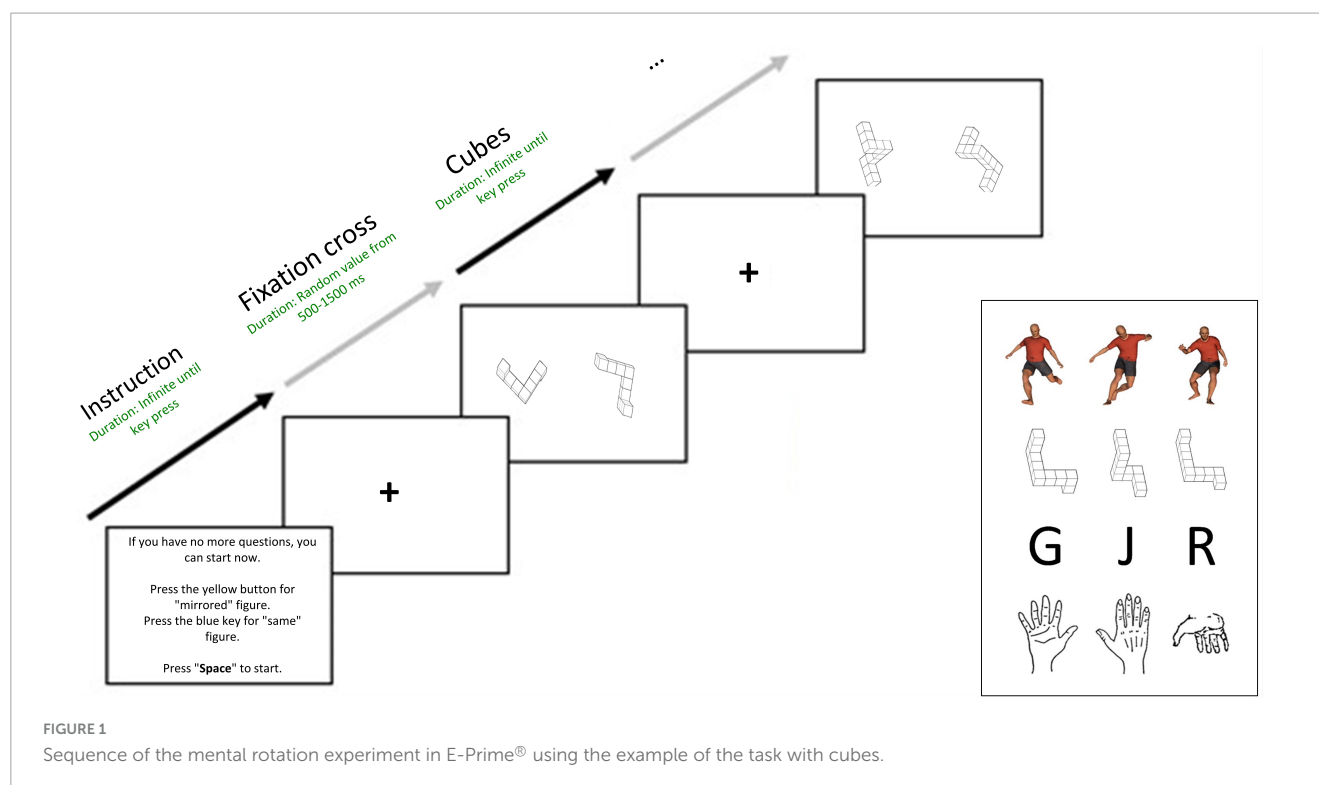 ...
Cubes
Duration: Infinite until
key press
Fixation cross
Duration: Random value from
500-1500 ms
Instruction
Duration: Infinite until
key press
+
+
If you have no more questions, you
can start now.
Press the yellow button for
"mirrored" figure.
Press the blue key for "same"
figure.
Press "Space" to start.
G J R
FIGURE 1
Sequence of the mental rotation experiment in E-Prime® using the example of the task with cubes.